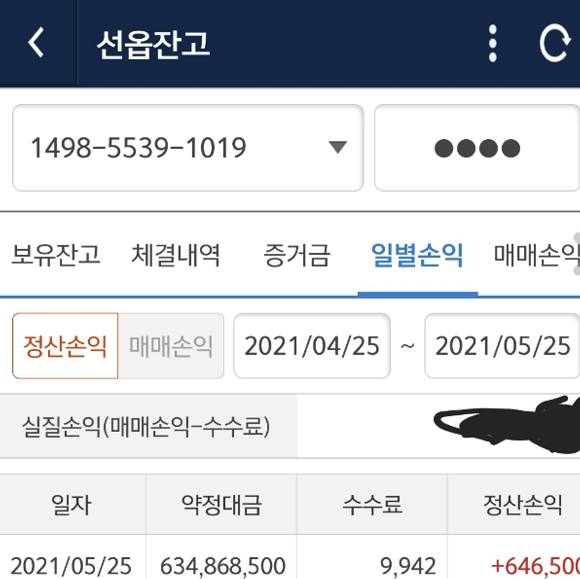 선옵잔고
1498-5539-1019
보유잔고 체결내역 증거금 일별손익 매매손익
정산손익 매매손익 2021/04/25 ~ 2021/05/25
실질손익(매매손익-수수료)
일자 약정대금 수수료 정산손익
2021/05/25 634,868,500 9,942 +646,500